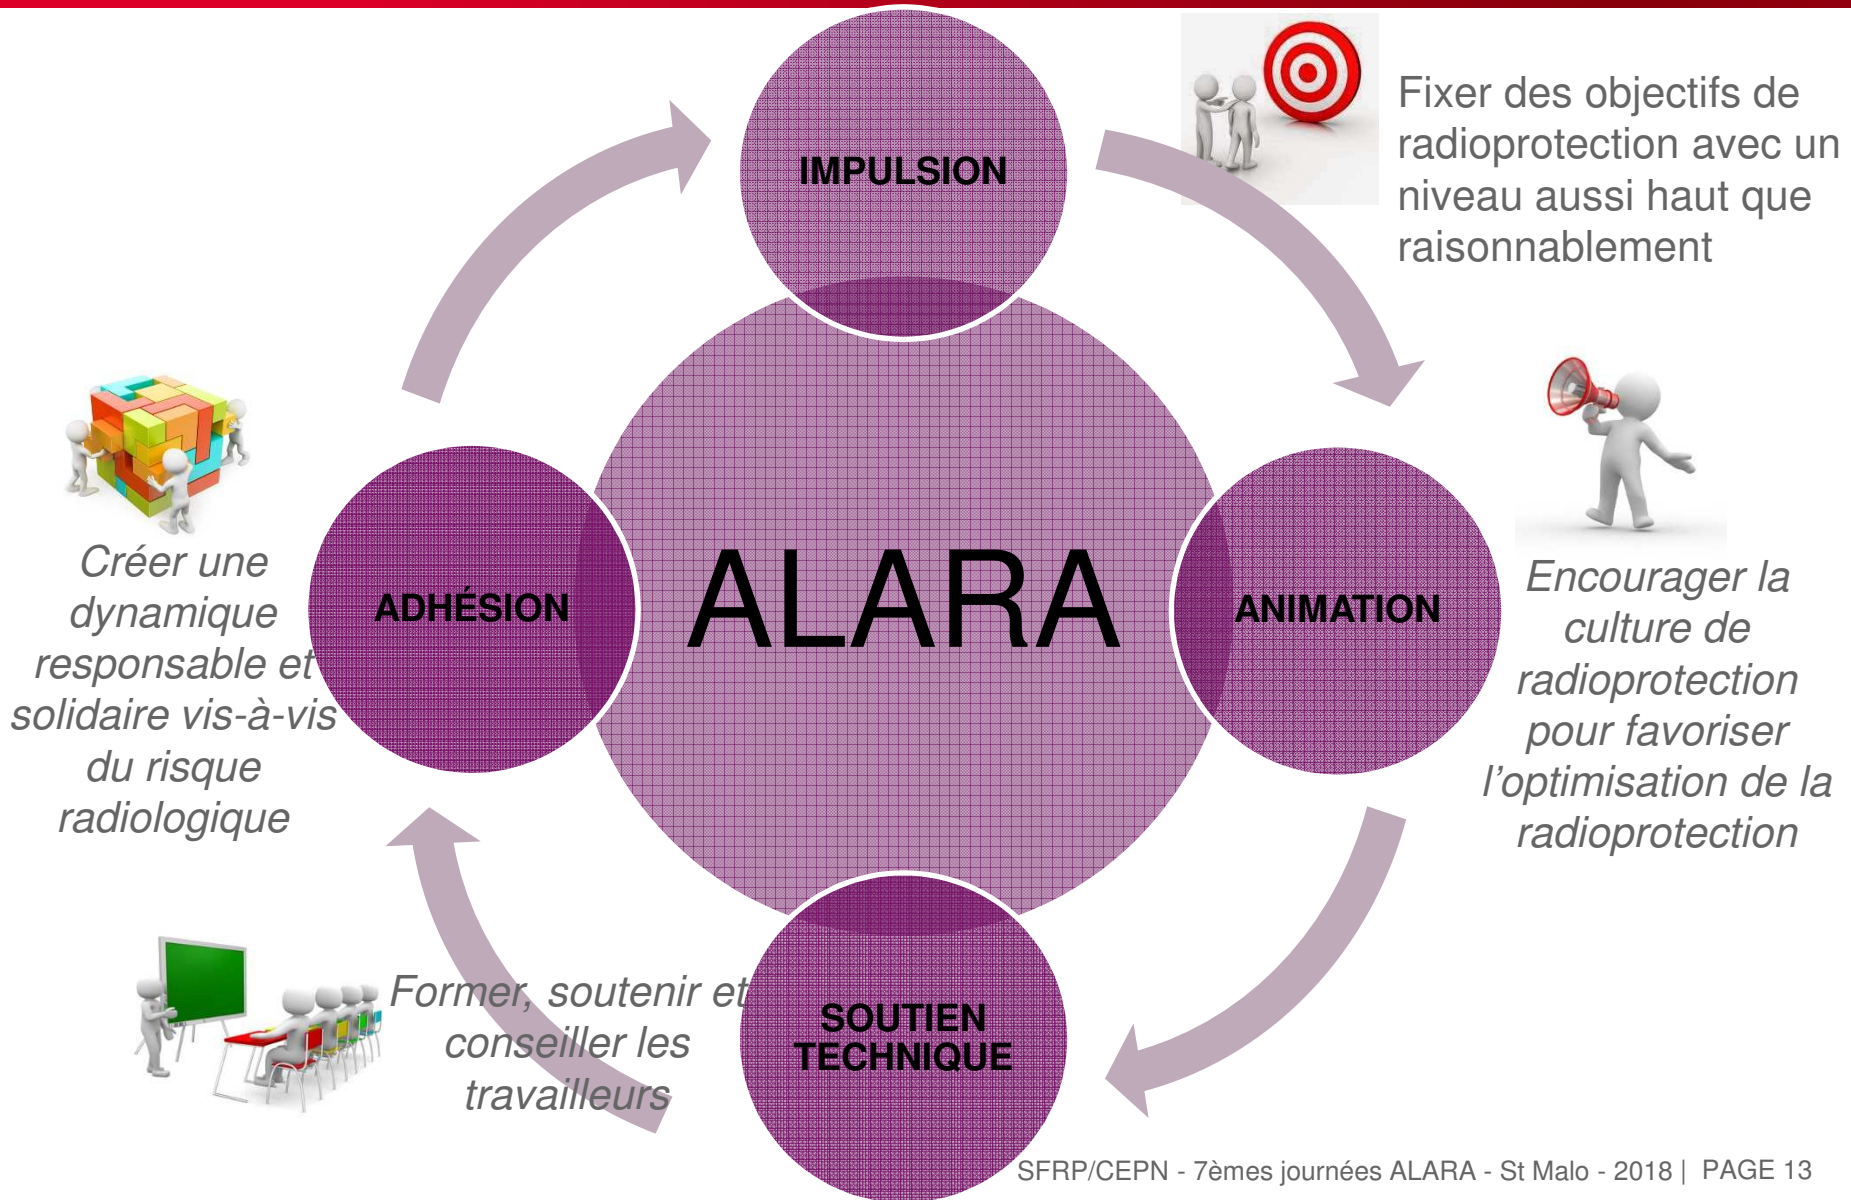 IMPULSION
Fixer des objectifs de
radioprotection avec un
niveau aussi haut que
raisonnablement
ALARA
ANIMATION
Encourager la
culture de
radioprotection
pour favoriser
l’optimisation de la
radioprotection
SOUTIEN
TECHNIQUE
Former, soutenir et
conseiller les
travailleurs
ADHÉSION
Créer une
dynamique
responsable et
solidaire vis-à-vis
du risque
radiologique
SFRP/CEPN - 7èmes journées ALARA - St Malo - 2018 | PAGE 13